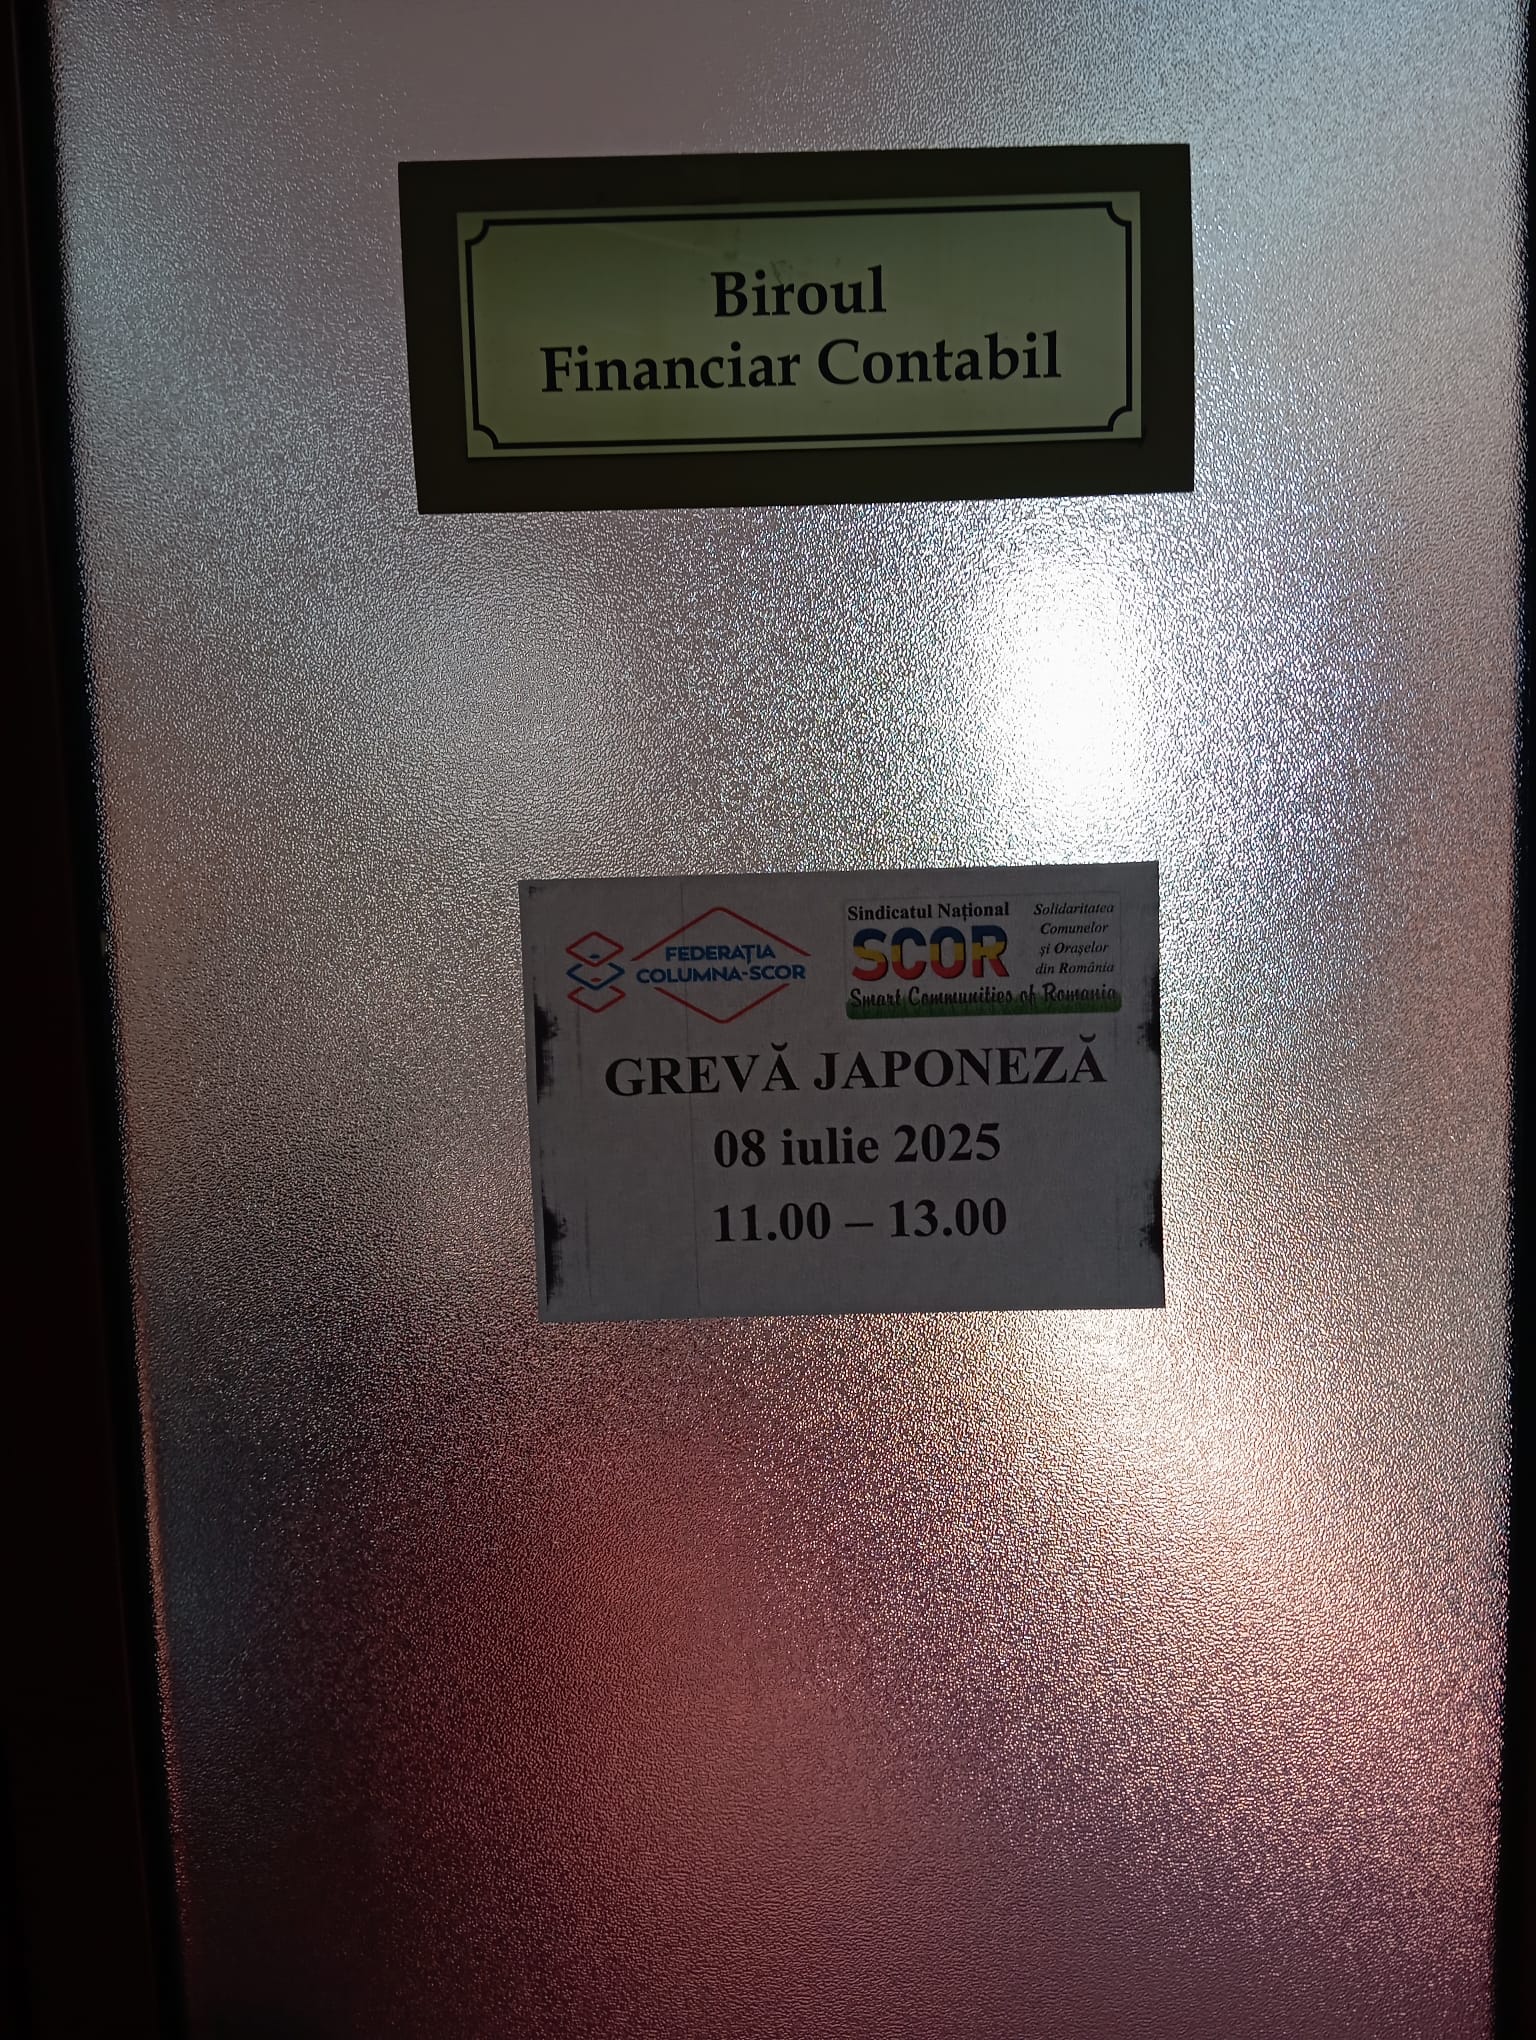 Biroul
Financiar Contabil
FEDERAȚIA
COLUMNA-SCOR
Sindicatul Național
SCOR
Solidaritatea
Comunelor
și Orașelor
din România
Smart Communities of Romania
GREVĂ JAPONEZĂ
08 iulie 2025
11.00 – 13.00